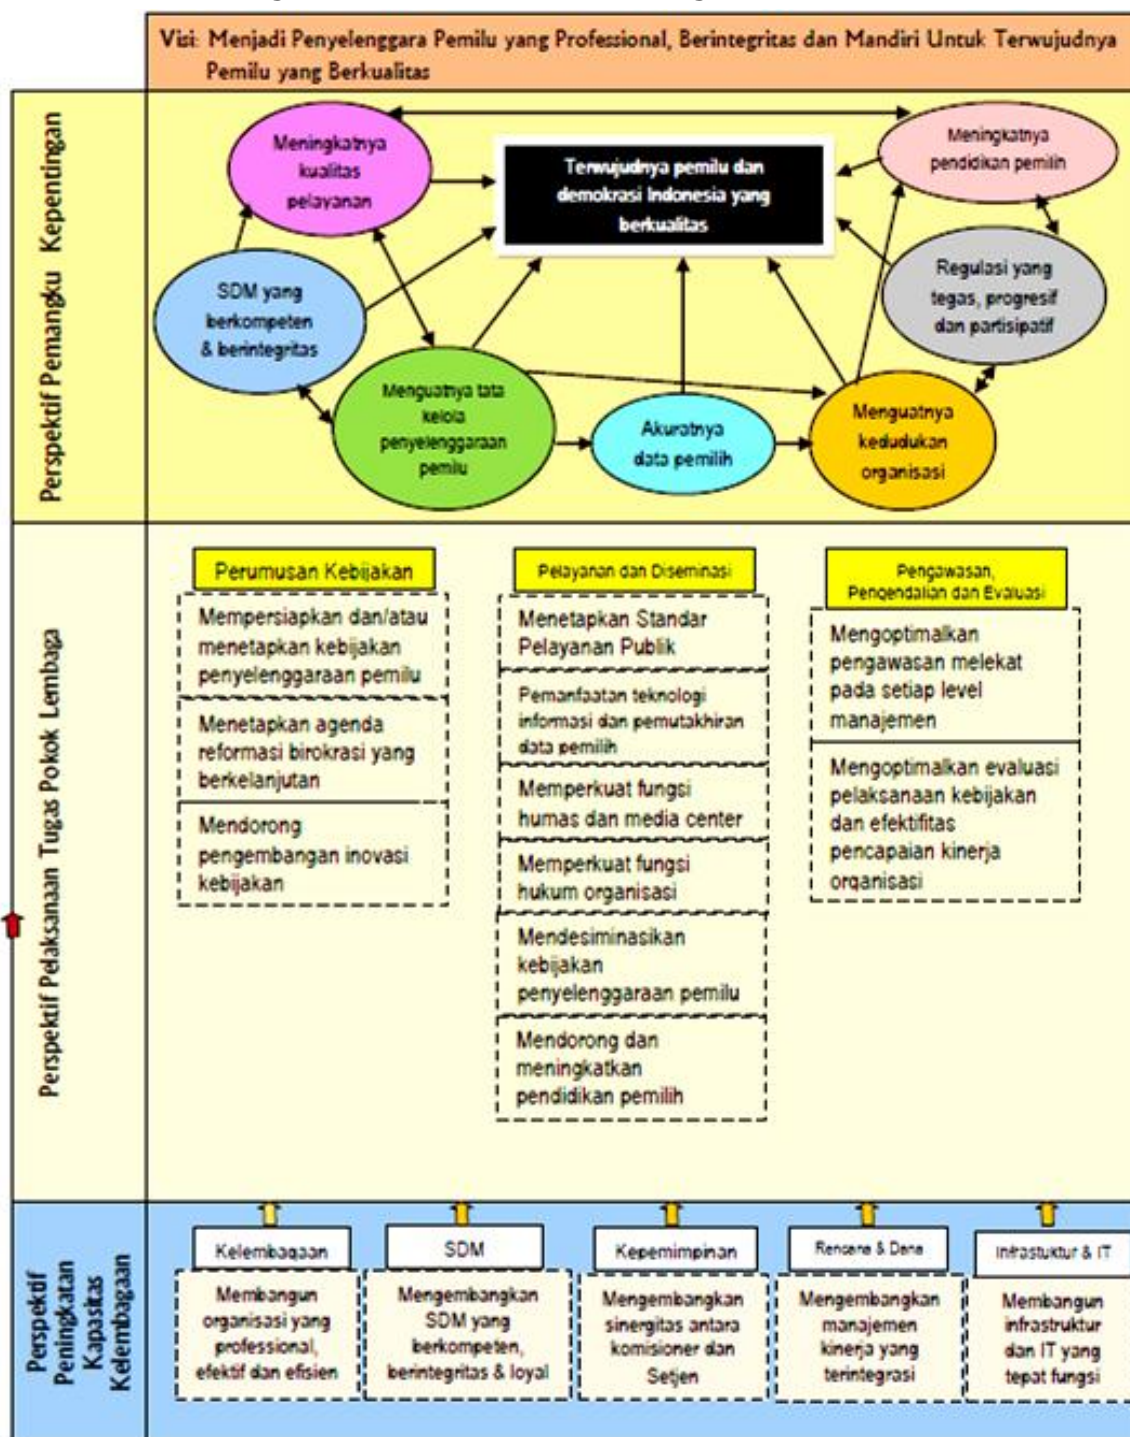 Visi: Menjadi Penyelenggara Pemilu yang Professional, Berintegritas dan Mandiri Untuk Terwujudnya
Pemilu yang Berkualitas
Perspektif Pemangku Kepentingan
Meningkatnya
kualitas
pelayanan
Terwujudnya pemilu dan
demokrasi Indonesia yang
berkualitas
Meningkatnya
pendidikan pemilih
SDM yang
berkompeten
& berintegritas
Regulasi yang
tegas, progresif
dan partisipatif
Menguatnya tata
kelola
penyelenggaraan
pemilu
Akuratnya
data pemilih
Menguatnya
kedudukan
organisasi
Perspektif Pelaksanaan Tugas Pokok Lembaga
Perumusan Kebijakan
Mempersiapkan dan/atau
menetapkan kebijakan
penyelenggaraan pemilu
Menetapkan agenda
reformasi birokrasi yang
berkelanjutan
Mendorong
pengembangan inovasi
kebijakan
Pelayanan dan Diseminasi
Menetapkan Standar
Pelayanan Publik
Pemanfaatan teknologi
informasi dan pemutakhiran
data pemilih
Memperkuat fungsi
humas dan media center
Memperkuat fungsi
hukum organisasi
Mendesiminasikan
kebijakan
penyelenggaraan pemilu
Mendorong dan
meningkatkan
pendidikan pemilih
Pengawasan,
Pengendalian dan Evaluasi
Mengoptimalkan
pengawasan melekat
pada setiap level
manajemen
Mengoptimalkan evaluasi
pelaksanaan kebijakan
dan efektifitas
pencapaian kinerja
organisasi
Perspektif
Peningkatan
Kapasitas
Kelembagaan
Kelembagaan
Membangun
organisasi yang
professional,
efektif dan efisien
SDM
Mengembangkan
SDM yang
berkompeten,
berintegritas & loyal
Kepemimpinan
Mengembangkan
sinergitas antara
komisioner dan
Setjen
Rencana & Dana
Mengembangkan
manajemen
kinerja yang
terintegrasi
Infrastuktur & IT
Membangun
infrastruktur
dan IT yang
tepat fungsi